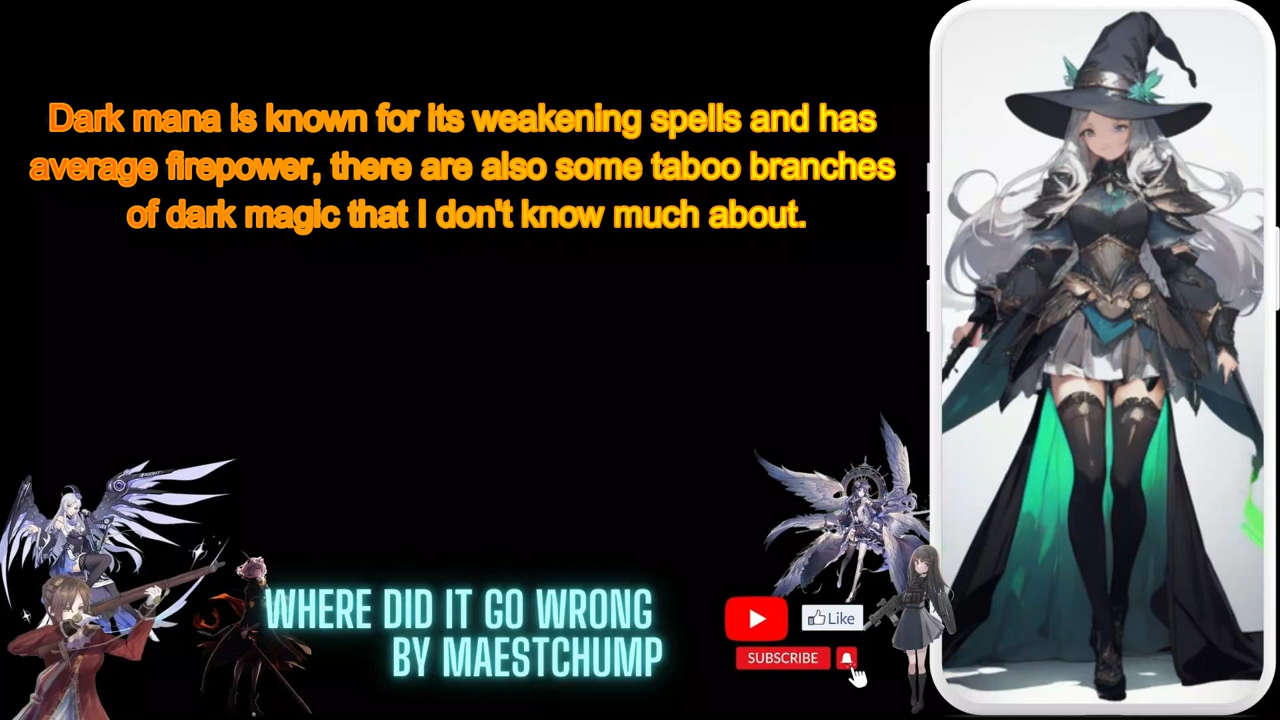 Dark mana is known for its weakening spells and has
average firepower, there are also some taboo branches
of dark magic that I don't know much about.
WHERE DID IT GO WRONG
BY MAESTCHUMP
Like
SUBSCRIBE